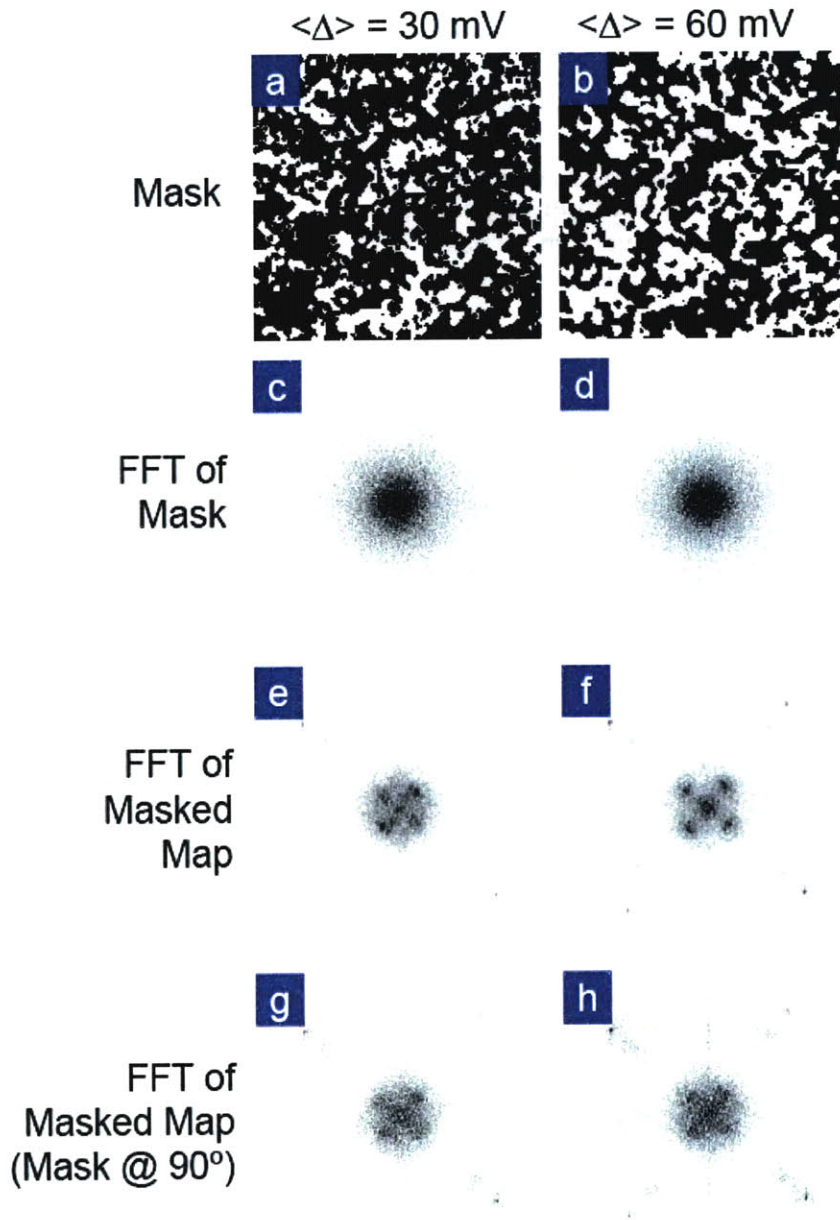 <Δ> = 30 mV
<Δ> = 60 mV
a
b
Mask
c
d
FFT of
Mask
e
f
FFT of
Masked
Map
g
h
FFT of
Masked Map
(Mask @ 90º)